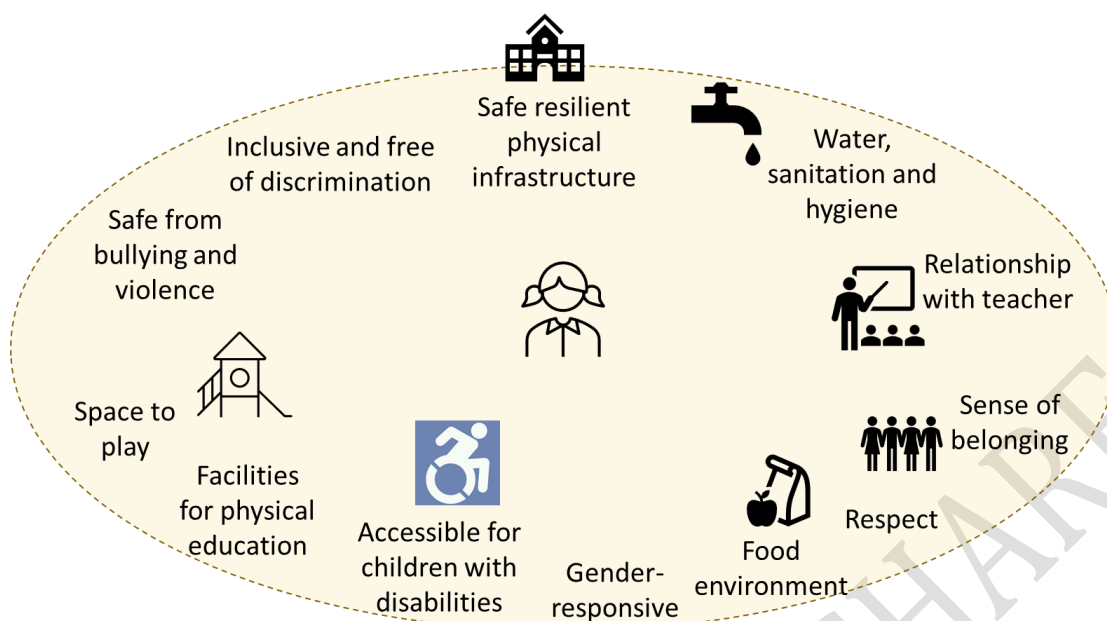 Safe resilient
physical
infrastructure
Water,
sanitation and
hygiene
Relationship
with teacher
Sense of
belonging
Respect
Food
environment
Gender-
responsive
Accessible for
children with
disabilities
Facilities
for physical
education
Space to
play
Safe from
bullying and
violence
Inclusive and free
of discrimination
SHARE